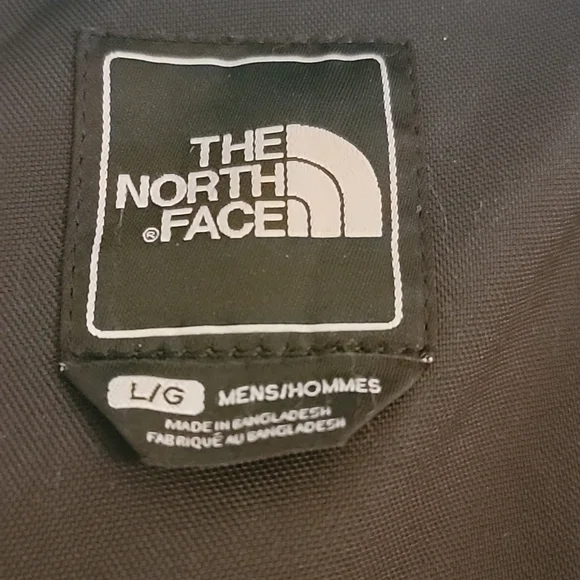 THE
NORTH
® FACE
L/G MENS/HOMMES
MADE IN BANGLADESH
FABRIQUÉ AU BANGLADESH